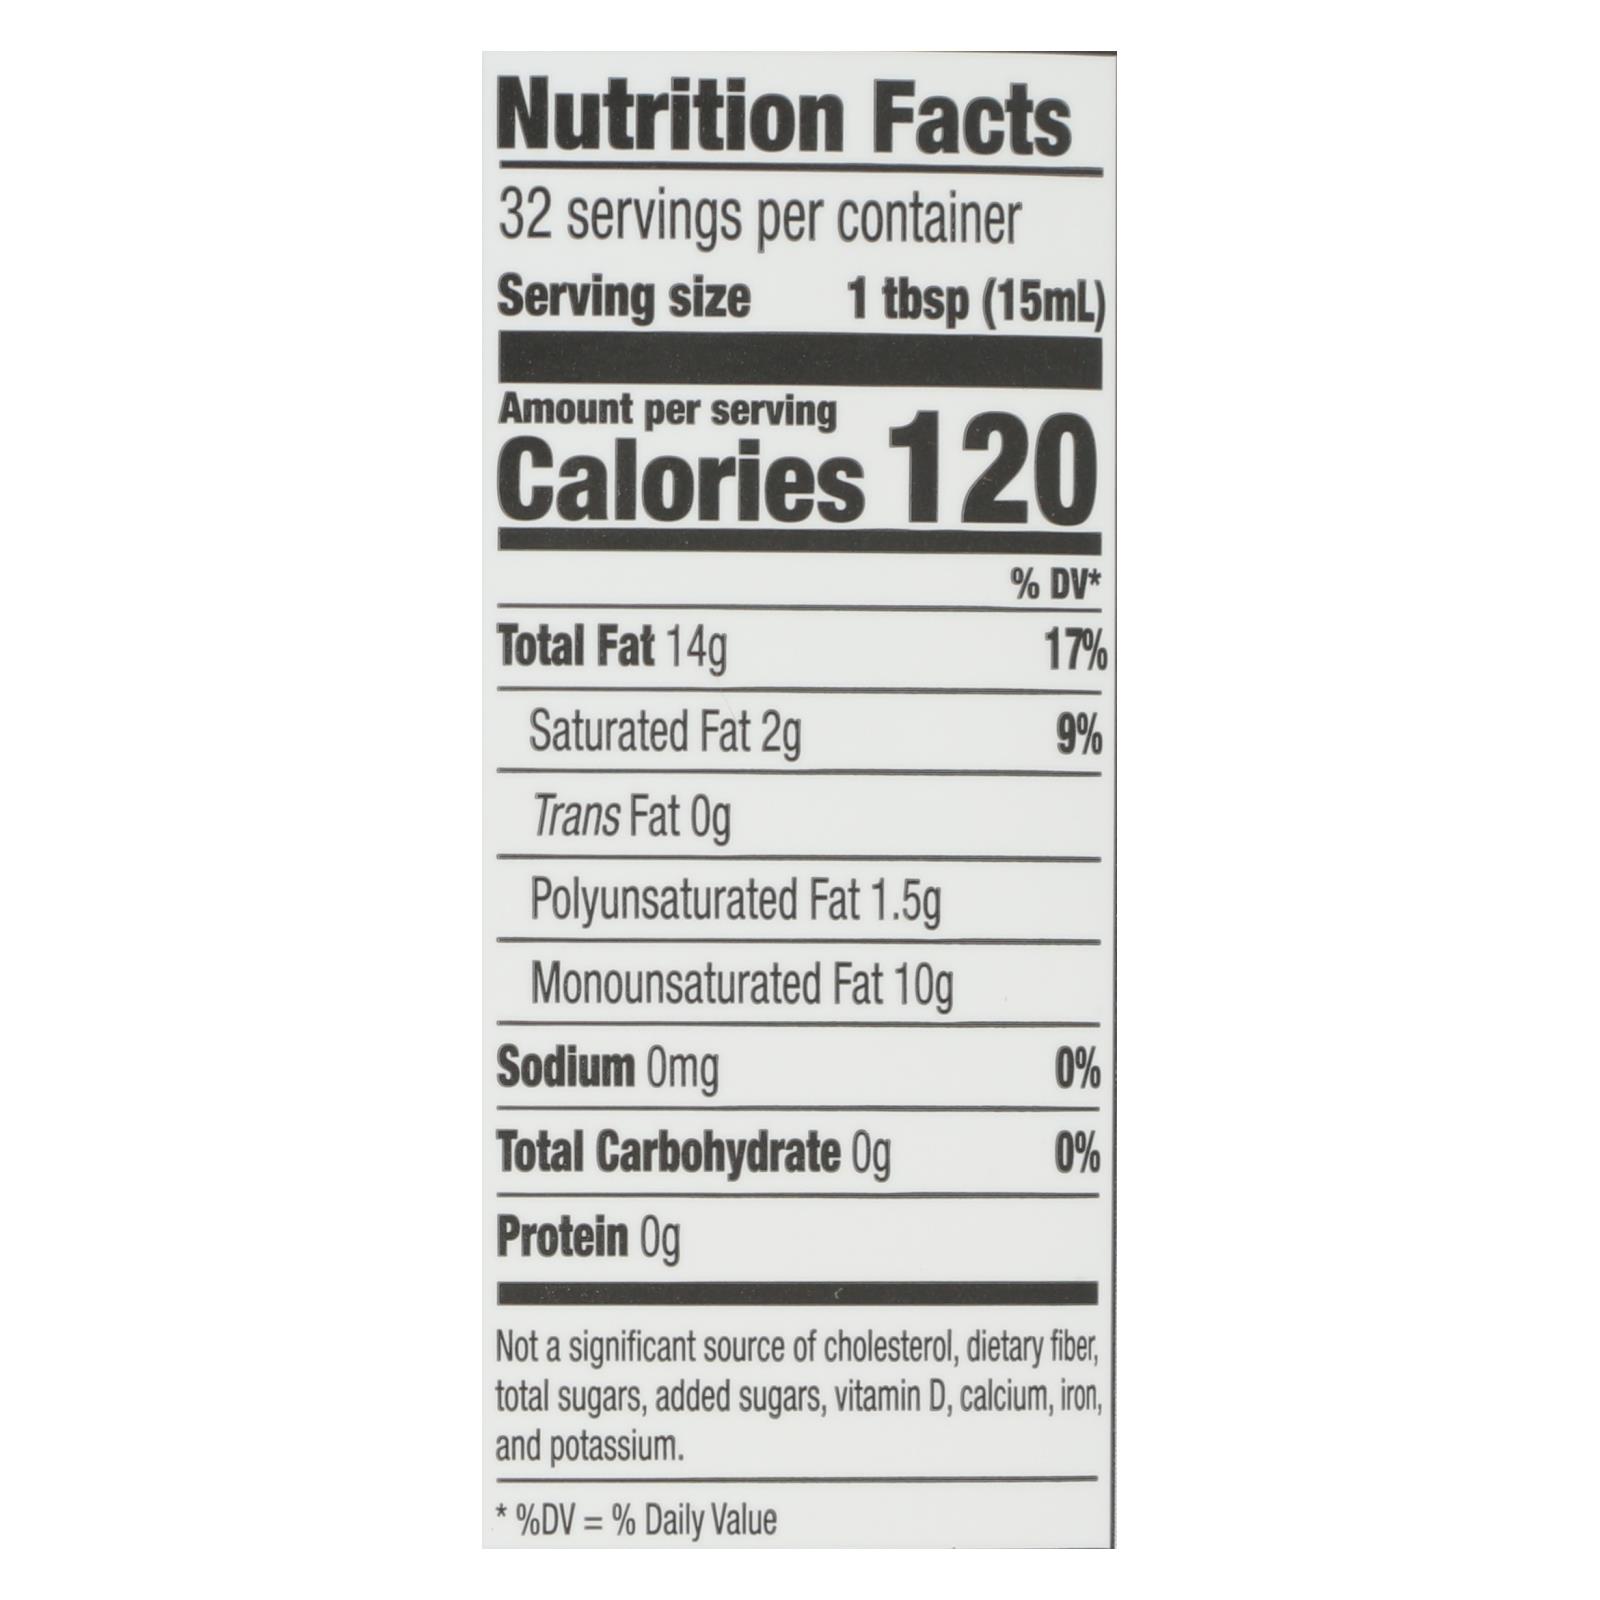 Nutrition Facts
32 servings per container
Serving size 1 tbsp (15mL)
Amount per serving
Calories 120
% DV*
Total Fat 14g 17%
Saturated Fat 2g 9%
Trans Fat 0g
Polyunsaturated Fat 1.5g
Monounsaturated Fat 10g
Sodium 0mg 0%
Total Carbohydrate 0g 0%
Protein 0g
Not a significant source of cholesterol, dietary fiber,
total sugars, added sugars, vitamin D, calcium, iron,
and potassium.
* %DV = % Daily Value